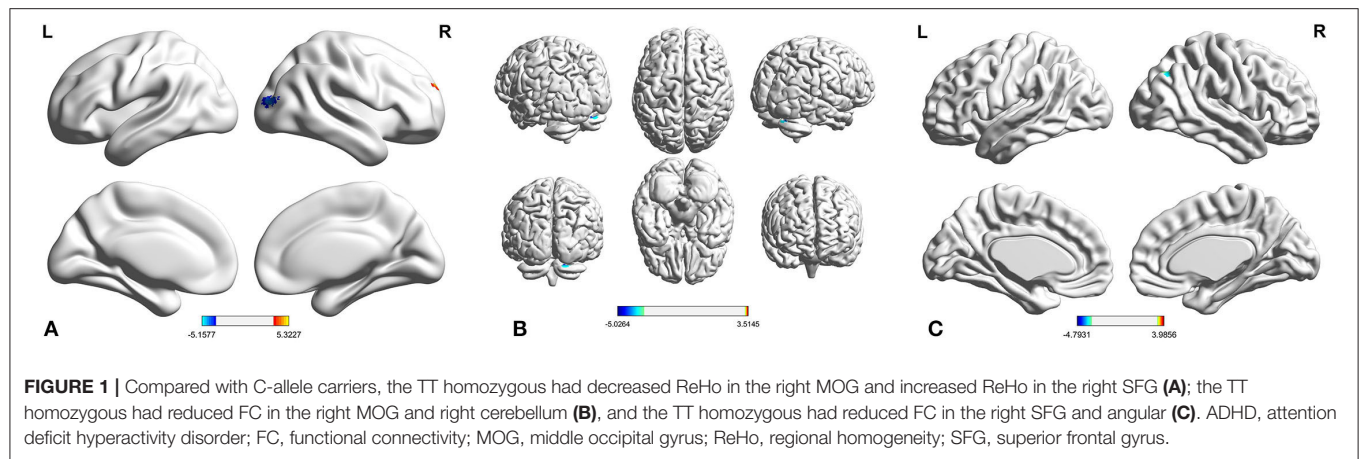 L
R
L
R
A
-5.1577
5.3227
B
-5.0264
3.5145
C
-4.7931
3.9856
FIGURE 1 | Compared with C-allele carriers, the TT homozygous had decreased ReHo in the right MOG and increased ReHo in the right SFG (A); the TT
homozygous had reduced FC in the right MOG and right cerebellum (B), and the TT homozygous had reduced FC in the right SFG and angular (C). ADHD, attention
deficit hyperactivity disorder; FC, functional connectivity; MOG, middle occipital gyrus; ReHo, regional homogeneity; SFG, superior frontal gyrus.